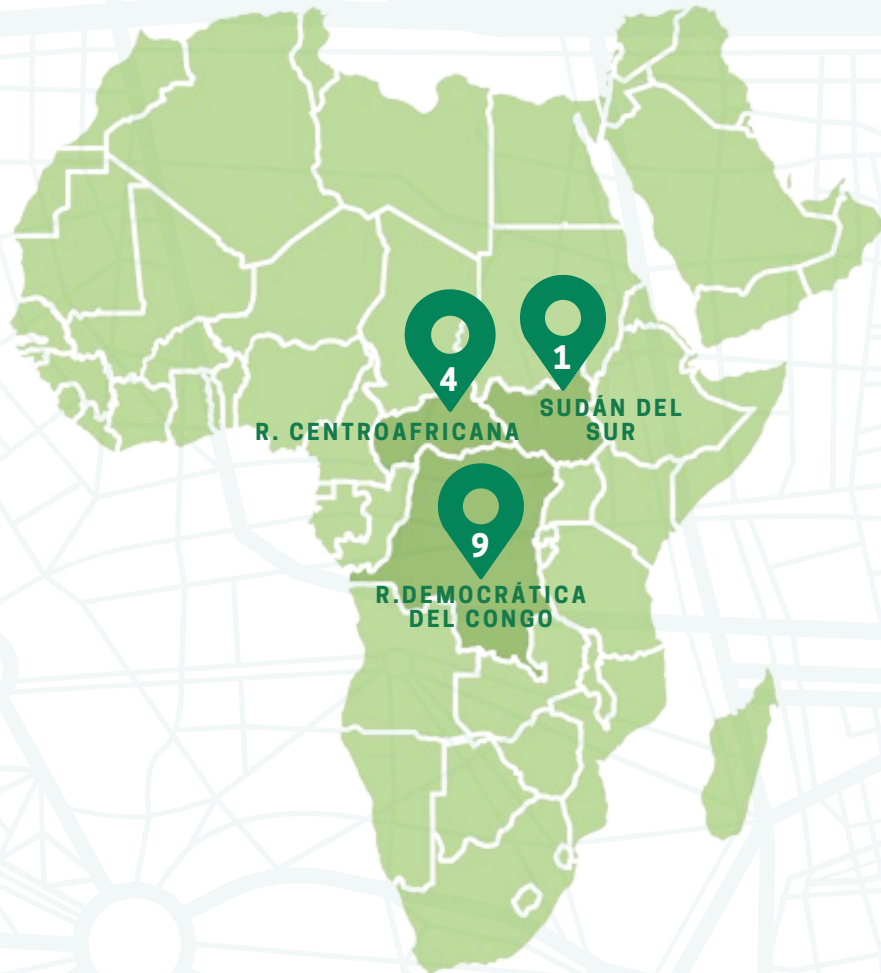 4
R. CENTROAFRICANA
1
SUDÁN DEL
SUR
9
R.DEMOCRÁTICA
DEL CONGO